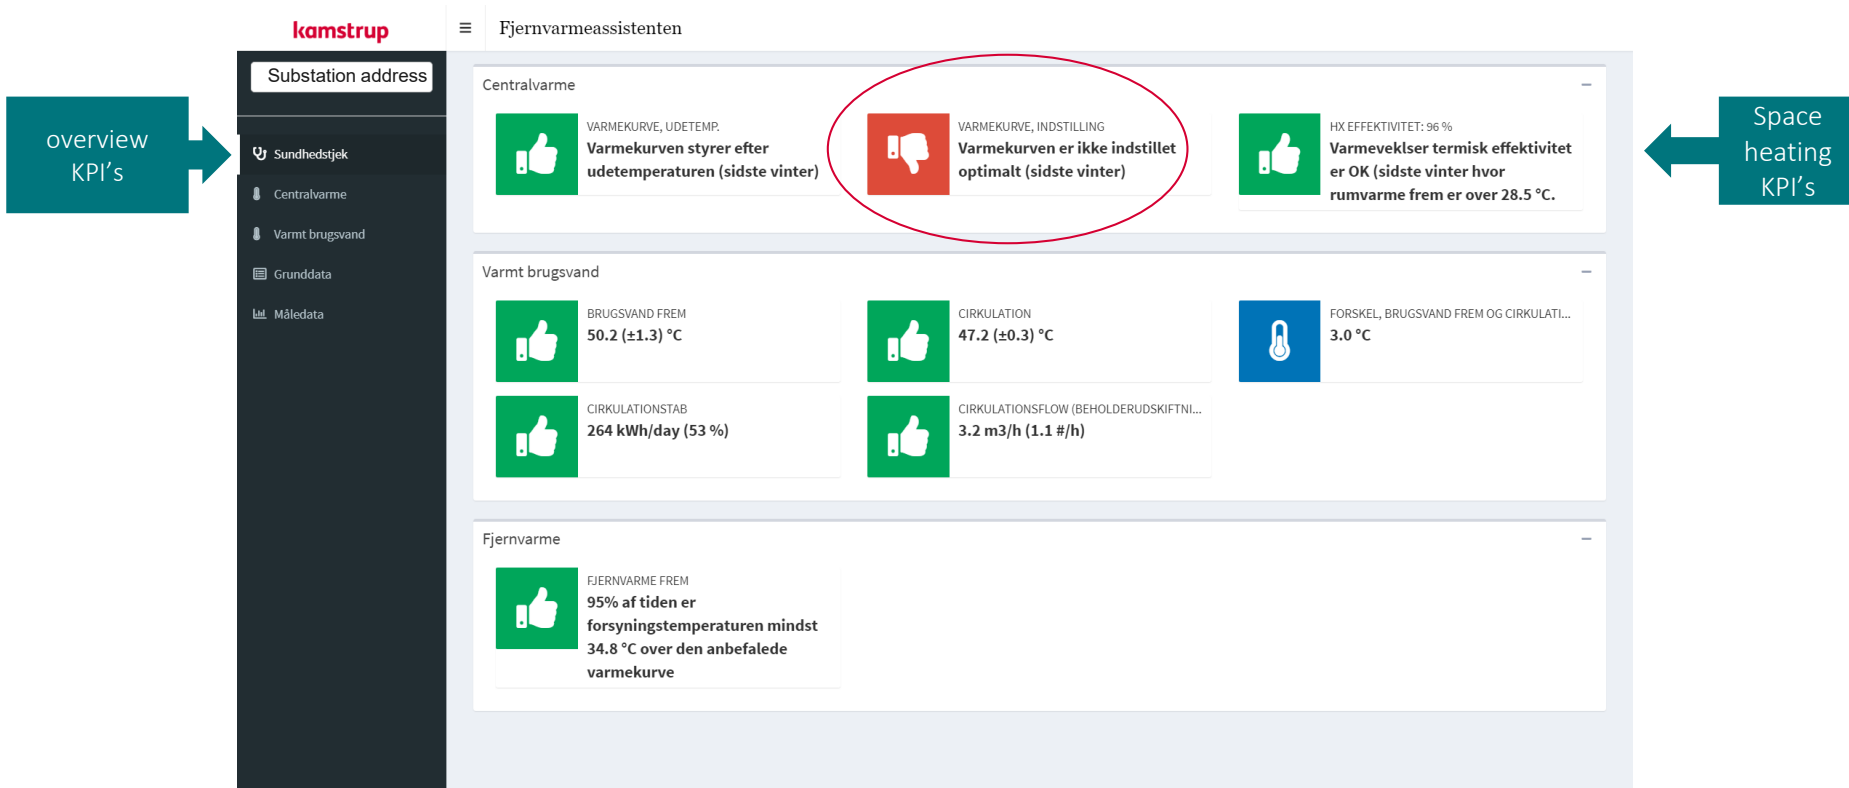 kamstrup
Fjernvarmeassistenten
Substation address
overview
KPI's
Sundhedstjek
Centralvarme
Varmt brugsvand
Grunddata
Måledata
Centralvarme
VARMEKURVE, UDETEMP.
Varmekurven styrer efter
udetemperaturen (sidste vinter)
VARMEKURVE, INDSTILLING
Varmekurven er ikke indstillet
optimalt (sidste vinter)
HX EFFEKTIVITET: 96 %
Varmeveklser termisk effektivitet
er OK (sidste vinter hvor
rumvarme frem er over 28.5 °C.
Space
heating
KPI's
Varmt brugsvand
BRUGSVAND FREM
50.2 (±1.3) °C
CIRKULATION
47.2 (±0.3) °C
FORSKEL, BRUGSVAND FREM OG CIRKULATI...
3.0 °C
CIRKULATIONSTAB
264 kWh/day (53 %)
CIRKULATIONSFLOW (BEHOLDERUDSKIFTNI...
3.2 m3/h (1.1 #/h)
Fjernvarme
FJERNVARME FREM
95% af tiden er
forsyningstemperaturen mindst
34.8 °C over den anbefalede
varmekurve